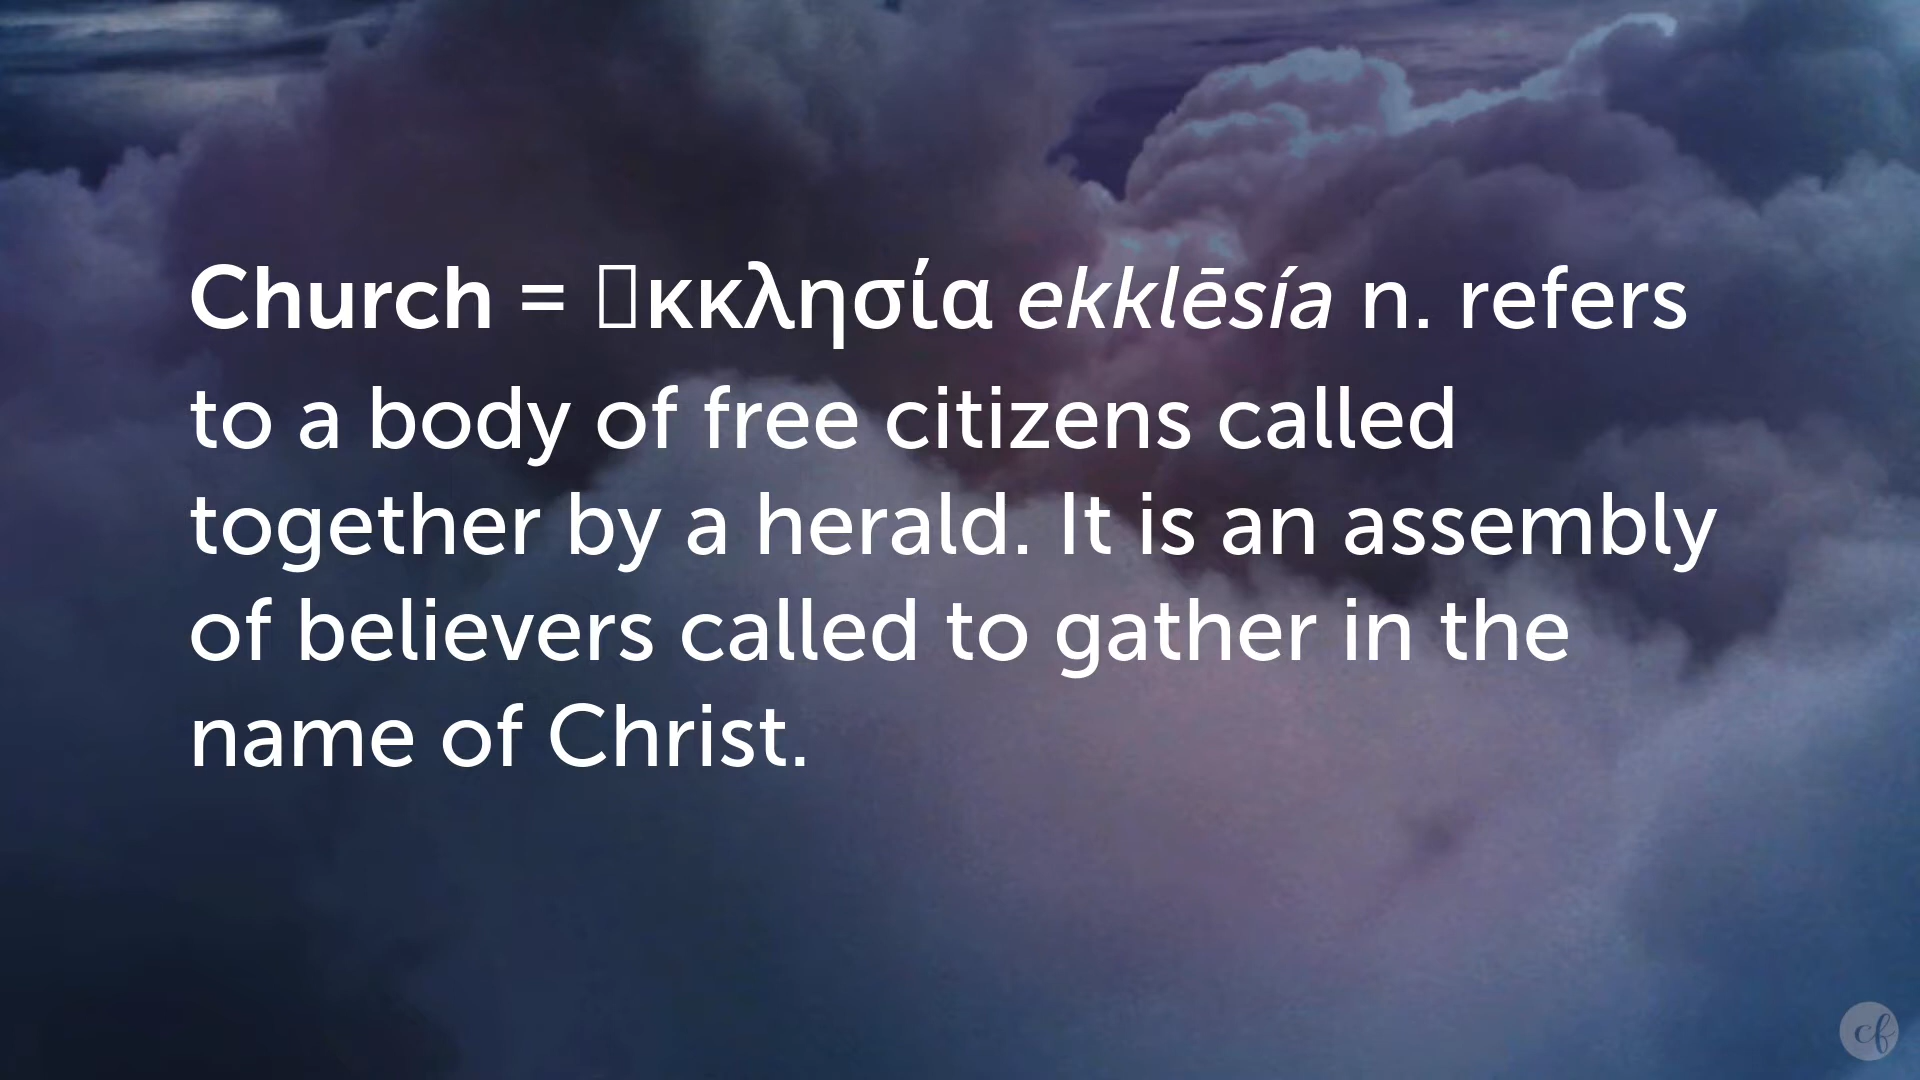 Church = ▯κκλησία ekklēsía n. refers
to a body of free citizens called
together by a herald. It is an assembly
of believers called to gather in the
name of Christ.
cf